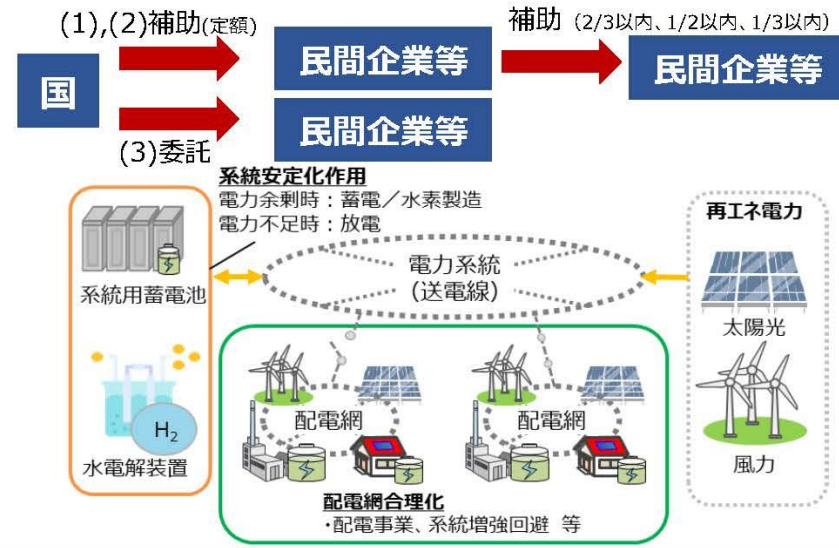 (1),(2)補助(定額)
補助（2/3以内、1/2以内、1/3以内）
国
民間企業等
民間企業等
民間企業等
(3)委託
系統安定化作用
電力余剰時：蓄電／水素製造
電力不足時：放電
系統用蓄電池
水電解装置
H2
電力系統
（送電線）
再エネ電力
太陽光
風力
配電網
配電網
配電網合理化
・配電事業、系統増強回避 等